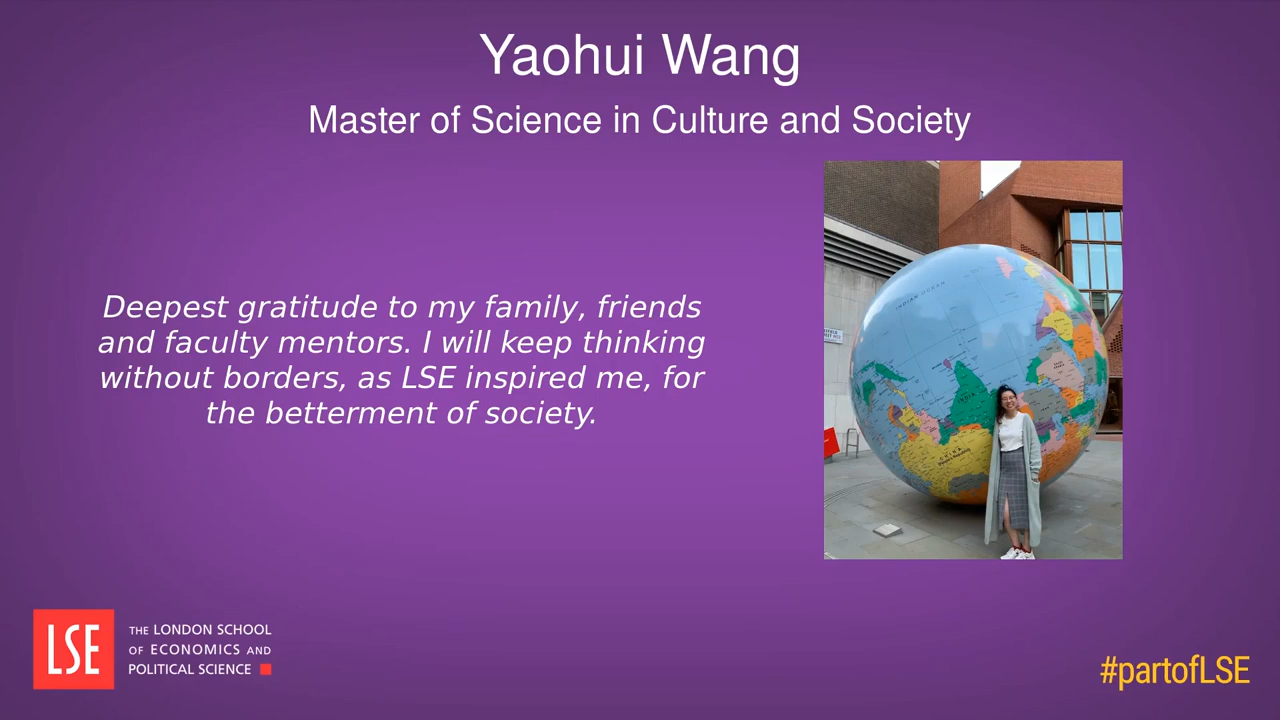 Yaohui Wang
Master of Science in Culture and Society
Deepest gratitude to my family, friends
and faculty mentors. I will keep thinking
without borders, as LSE inspired me, for
the betterment of society.
INDIAN OCEAN
CHINA
LSE
THE LONDON SCHOOL
OF ECONOMICS AND
POLITICAL SCIENCE
#partofLSE